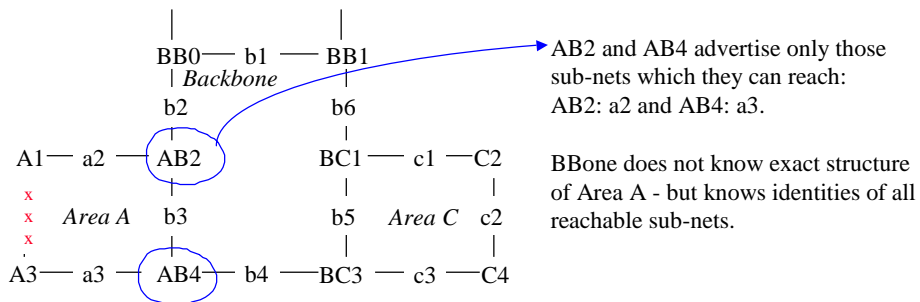 BB0 b1 BB1
Backbone
b2 b6
A1 a2 AB2 BC1 c1 C2
x
x
x
Area A b3 b5 Area C c2
A3 a3 AB4 b4 BC3 c3 C4
AB2 and AB4 advertise only those
sub-nets which they can reach:
AB2: a2 and AB4: a3.
BBone does not know exact structure
of Area A - but knows identities of all
reachable sub-nets.